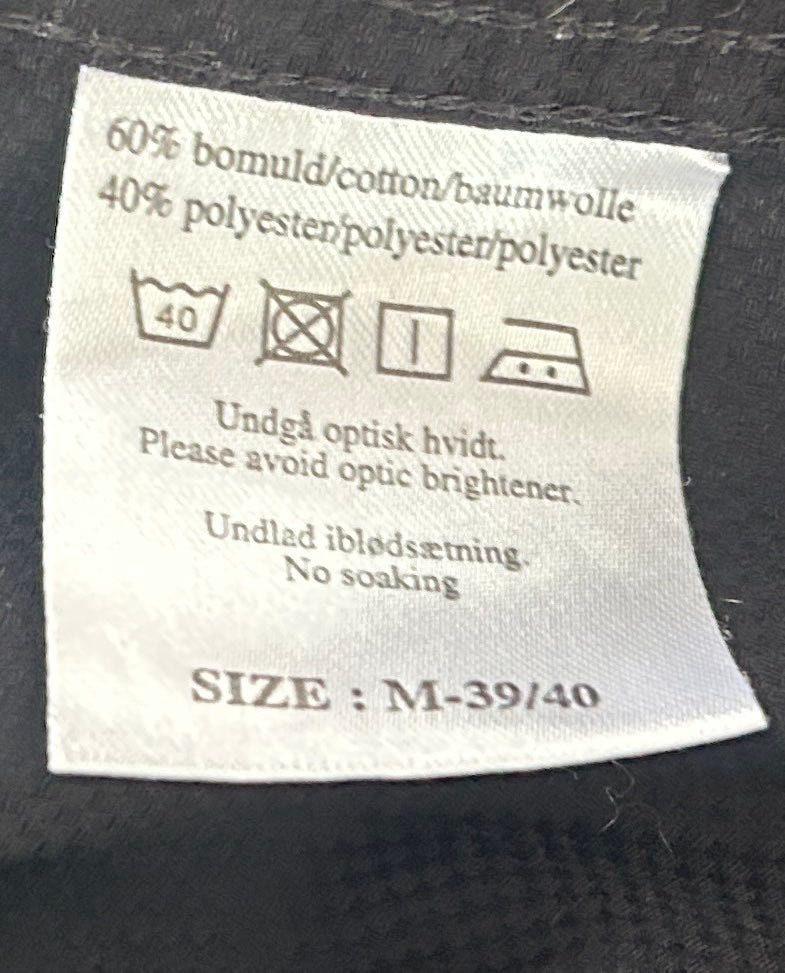 60% bomuld/cotton/baumwolle
40% polyester/polyester/polyester
40
Undgå optisk hvidt.
Please avoid optic brightener.
Undlad iblødsætning.
No soaking
SIZE : M-39/40